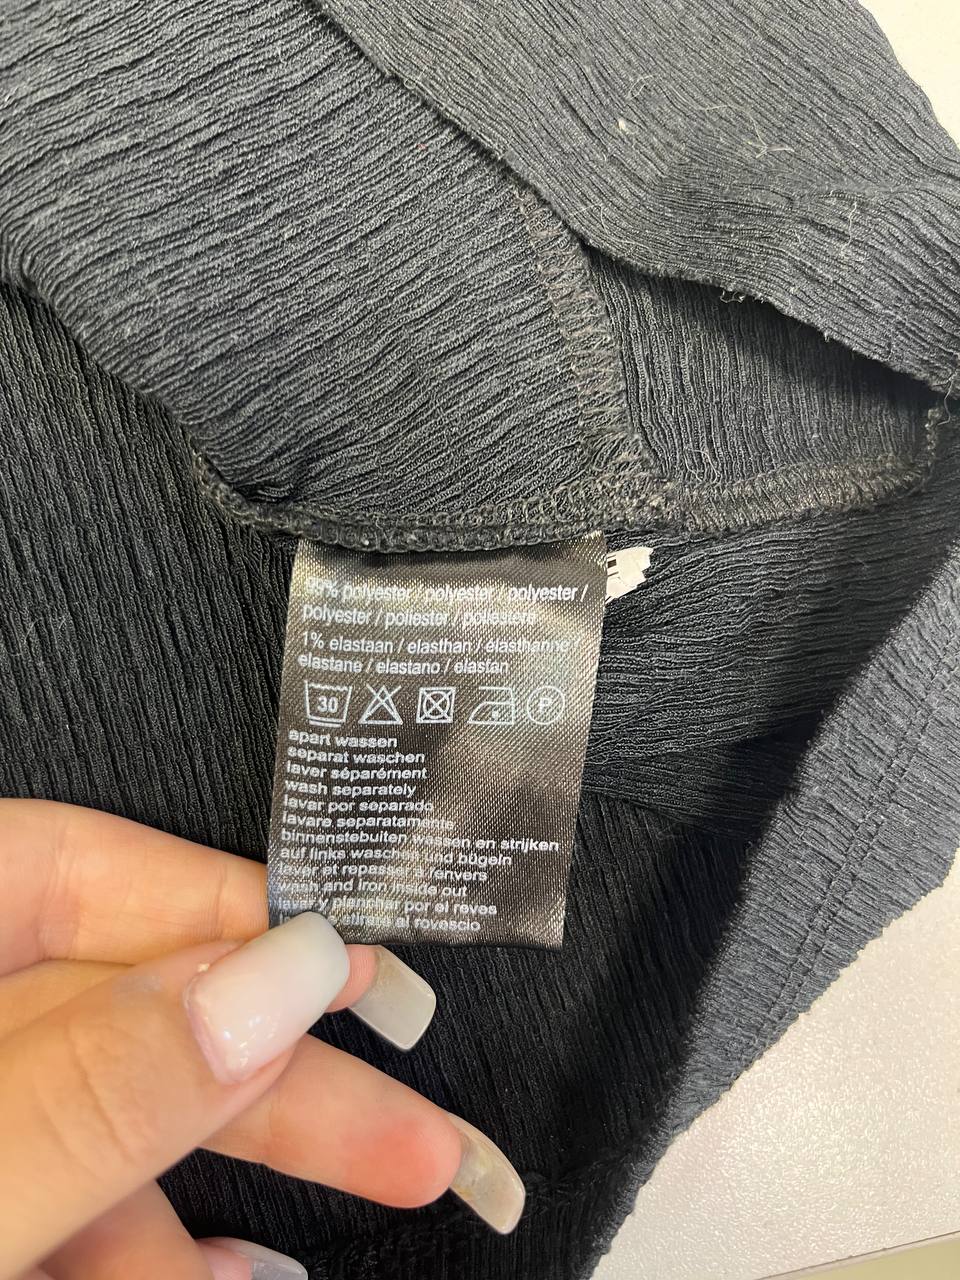 99% polyester / polyester / polyester /
polyester / poliester / poliestere
1% elastaan / elasthan / élasthanne
elastane / elastano / elastan
30 P
apart wassen
separat waschen
laver séparément
wash separately
lavar por separado
lavare separatamente
binnenstebuiten wassen en strijken
auf links waschen und bügeln
laver et repasser à l'envers
wash and iron inside out
lavar y planchar por el reves
stirare al rovescio